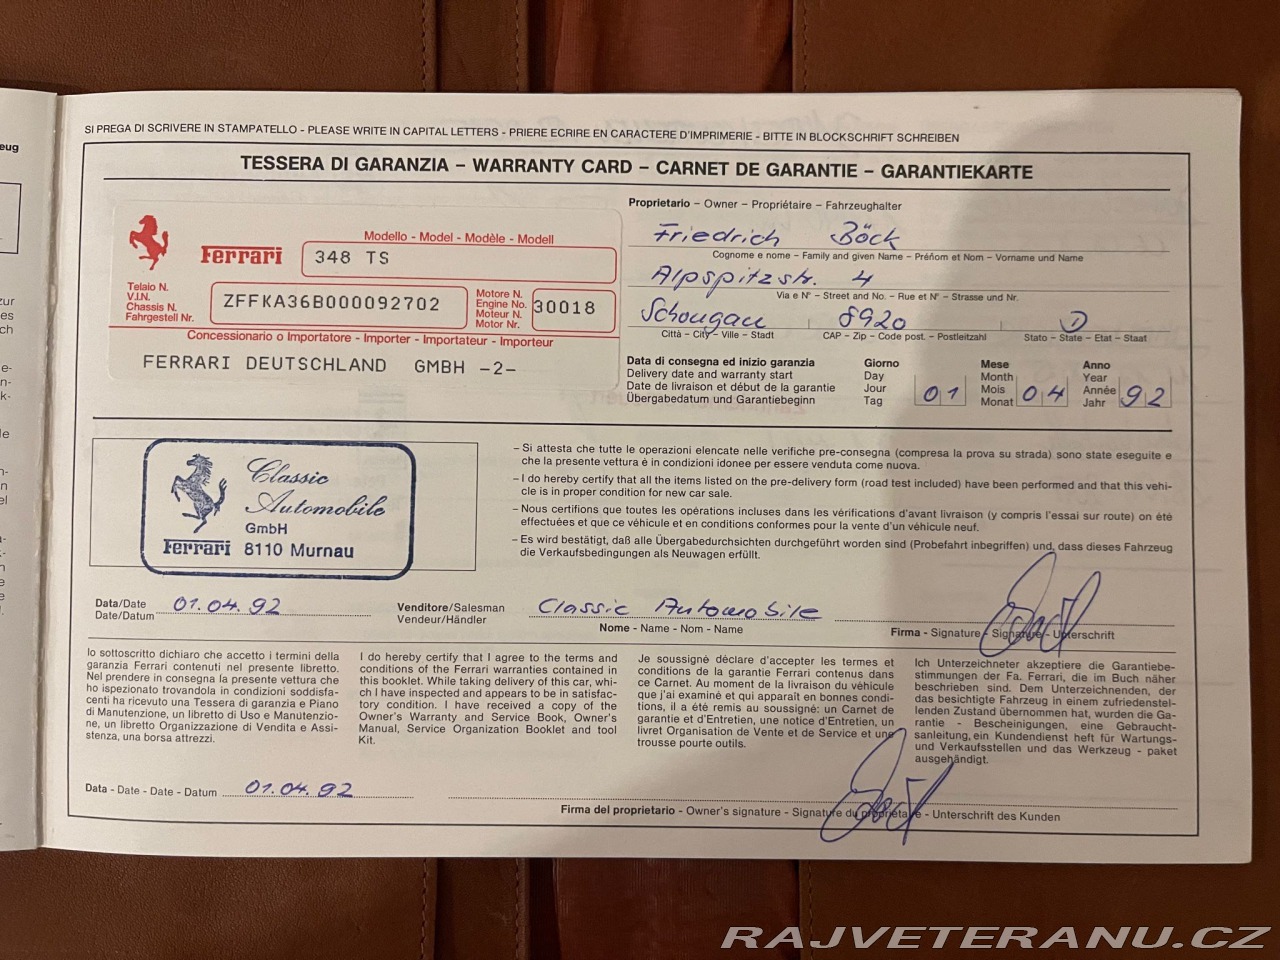 SI PREGA DI SCRIVERE IN STAMPATELLO - PLEASE WRITE IN CAPITAL LETTERS - PRIERE ECRIRE EN CARACTERE D'IMPRIMERIE - BITTE IN BLOCKSCHRIFT SCHREIBEN
TESSERA DI GARANZIA – WARRANTY CARD – CARNET DE GARANTIE – GARANTIEKARTE
Modello - Model - Modèle - Modell
Ferrari
348 TS
Telaio N.
V.I.N.
Chassis N.
Fahrgestell Nr.
ZFFKA36B000092702
Motore N.
Engine No.
Moteur N.
Motor Nr.
30018
Concessionario o Importatore - Importer - Importateur - Importeur
FERRARI DEUTSCHLAND GMBH -2-
Proprietario – Owner – Propriétaire – Fahrzeughalter
Friedrich Böck
Cognome e nome – Family and given Name – Prénom et Nom – Vorname und Name
Alpspitzstr. 4
Via e N° – Street and No. – Rue et N° – Strasse und Nr.
Schongau 8920 D
Città – City – Ville – Stadt CAP – Zip – Code post. – Postleitzahl Stato – State – Etat – Staat
Data di consegna ed inizio garanzia
Delivery date and warranty start
Date de livraison et début de la garantie
Übergabedatum und Garantiebeginn
Giorno
Day
Jour
Tag
01
Mese
Month
Mois
Monat
04
Anno
Year
Année
Jahr
92
Classic
Automobile
GmbH
Ferrari 8110 Murnau
– Si attesta che tutte le operazioni elencate nelle verifiche pre-consegna (compresa la prova su strada) sono state eseguite e
che la presente vettura è in condizioni idonee per essere venduta come nuova.
– I do hereby certify that all the items listed on the pre-delivery form (road test included) have been performed and that this vehi-
cle is in proper condition for new car sale.
– Nous certifions que toutes les opérations incluses dans les vérifications d'avant livraison (y compris l'essai sur route) on été
effectuées et que ce véhicule et en conditions conformes pour la vente d'un véhicule neuf.
– Es wird bestätigt, daß alle Übergabedurchsichten durchgeführt worden sind (Probefahrt inbegriffen) und, dass dieses Fahrzeug
die Verkaufsbedingungen als Neuwagen erfüllt.
Data/Date
Date/Datum
01.04.92
Venditore/Salesman
Vendeur/Händler
Classic Automobile
Nome - Name - Nom - Name
Firma - Signature - Signature - Unterschrift
Io sottoscritto dichiaro che accetto i termini della
garanzia Ferrari contenuti nel presente libretto.
Nel prendere in consegna la presente vettura che
ho ispezionato trovandola in condizioni soddisfa-
centi ha ricevuto una Tessera di garanzia e Piano
di Manutenzione, un libretto di Uso e Manutenzio-
ne, un libretto Organizzazione di Vendita e Assi-
stenza, una borsa attrezzi.
I do hereby certify that I agree to the terms and
conditions of the Ferrari warranties contained in
this booklet. While taking delivery of this car, whi-
ch I have inspected and appears to be in satisfac-
tory condition. I have received a copy of the
Owner's Warranty and Service Book, Owner's
Manual, Service Organization Booklet and tool
Kit.
Je soussigné déclare d'accepter les termes et
conditions de la garantie Ferrari contenus dans
ce Carnet. Au moment de la livraison du véhicule
que j'ai examiné et qui apparait en bonnes condi-
tions, il a été remis au soussigné: un Carnet de
garantie et d'Entretien, une notice d'Entretien, un
livret Organisation de Vente et de Service et une
trousse pourte outils.
Ich Unterzeichneter akzeptiere die Garantiebe-
stimmungen der Fa. Ferrari, die im Buch näher
beschrieben sind. Dem Unterzeichneten, der
das besichtigte Fahrzeug in einem zufriedenstel-
lenden Zustand übernommen hat, wurden die Ga-
rantie - Bescheinigungen, eine Gebraucht-
sanleitung, ein Kundendienst heft für Wartungs-
und Verkaufsstellen und das Werkzeug - paket
ausgehändigt.
Data - Date - Date - Datum 01.04.92
Firma del proprietario - Owner's signature - Signature du propriétaire - Unterschrift des Kunden
RAJVETERANU.CZ